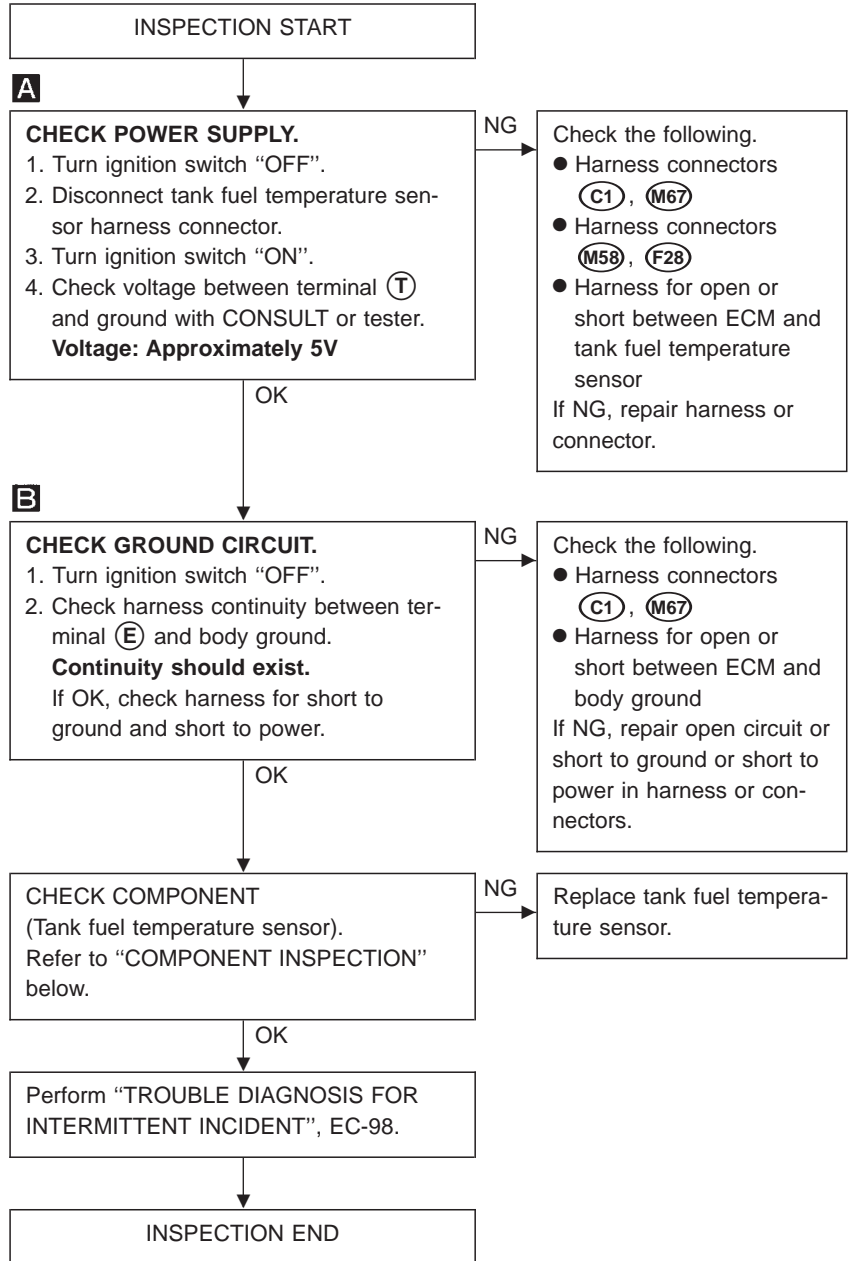 INSPECTION START
A
CHECK POWER SUPPLY.
1. Turn ignition switch ‘‘OFF’’.
2. Disconnect tank fuel temperature sen-
sor harness connector.
3. Turn ignition switch ‘‘ON’’.
4. Check voltage between terminal T
and ground with CONSULT or tester.
Voltage: Approximately 5V
NG
Check the following.
● Harness connectors
C1 , M67
● Harness connectors
M58 , F28
● Harness for open or
short between ECM and
tank fuel temperature
sensor
If NG, repair harness or
connector.
OK
B
CHECK GROUND CIRCUIT.
1. Turn ignition switch ‘‘OFF’’.
2. Check harness continuity between ter-
minal E and body ground.
Continuity should exist.
If OK, check harness for short to
ground and short to power.
NG
Check the following.
● Harness connectors
C1 , M67
● Harness for open or
short between ECM and
body ground
If NG, repair open circuit or
short to ground or short to
power in harness or con-
nectors.
OK
CHECK COMPONENT
(Tank fuel temperature sensor).
Refer to ‘‘COMPONENT INSPECTION’’
below.
NG
Replace tank fuel tempera-
ture sensor.
OK
Perform ‘‘TROUBLE DIAGNOSIS FOR
INTERMITTENT INCIDENT’’, EC-98.
INSPECTION END